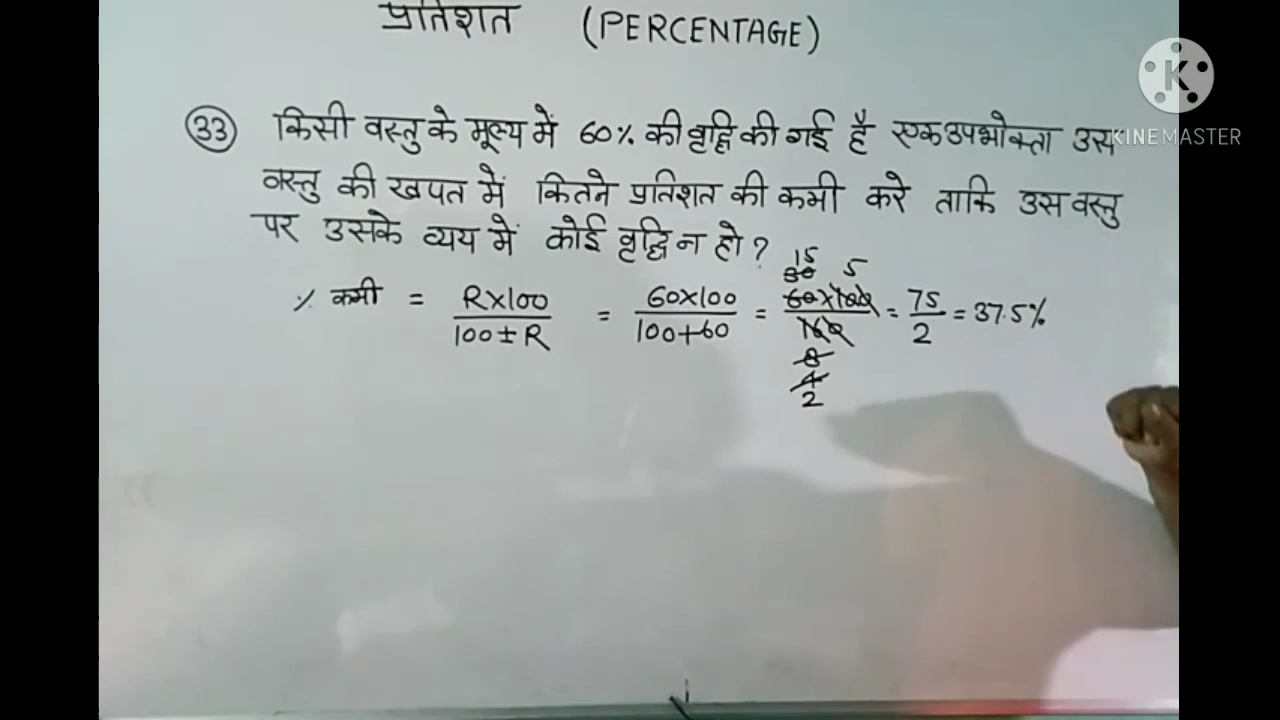 प्रतिशत (PERCENTAGE)
33 किसी वस्तु के मूल्य में 60% की वृद्धि की गई है एक उपभोक्ता उस
KINEMASTER
वस्तु की खपत में कितने प्रतिशत की कमी करे ताकि उस वस्तु
पर उसके व्यय में कोई वृद्धि न हो ?
% कमी = R×100 / 100±R = 60×100 / 100+60 = 60×100 / 160 = 75 / 2 = 37.5%
15
30 5
8
4
2